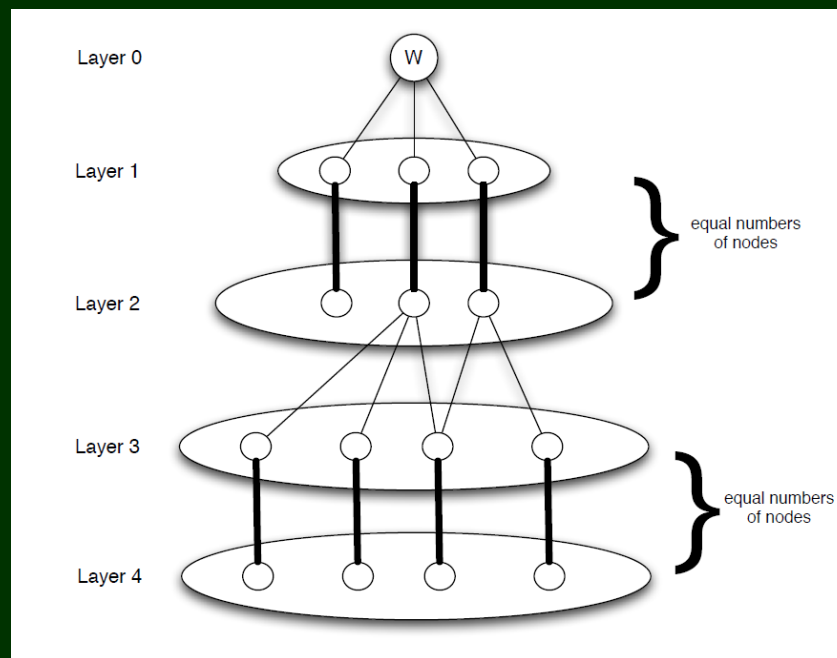 Layer 0
W
Layer 1
equal numbers
of nodes
Layer 2
Layer 3
equal numbers
of nodes
Layer 4